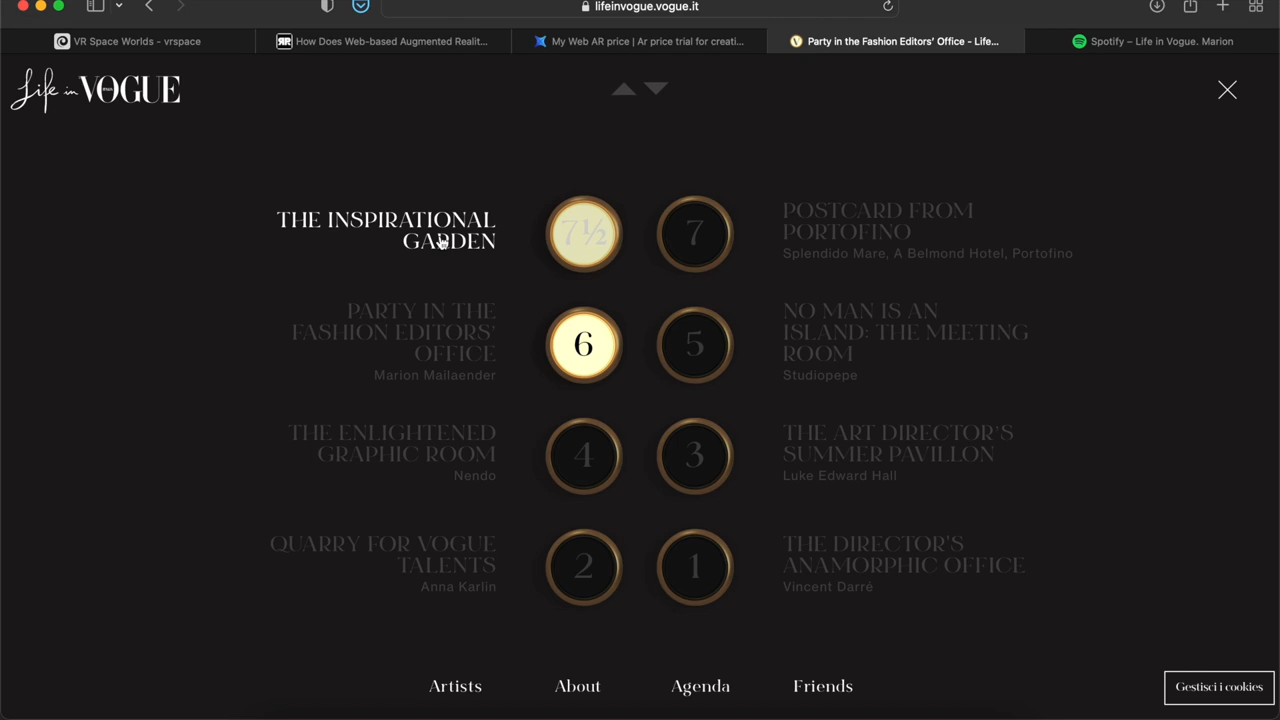 lifeinvogue.vogue.it
VR Space Worlds - vrspace
How Does Web-based Augmented Realit...
My Web AR price | Ar price trial for creati...
Party in the Fashion Editors' Office - Life...
Spotify – Life in Vogue. Marion
Life in VOGUE
THE INSPIRATIONAL
GARDEN
7½
7
POSTCARD FROM
PORTOFINO
Splendido Mare, A Belmond Hotel, Portofino
PARTY IN THE
FASHION EDITORS'
OFFICE
Marion Mailaender
6
5
NO MAN IS AN
ISLAND: THE MEETING
ROOM
Studiopepe
THE ENLIGHTENED
GRAPHIC ROOM
Nendo
4
3
THE ART DIRECTOR'S
SUMMER PAVILLON
Luke Edward Hall
QUARRY FOR VOGUE
TALENTS
Anna Karlin
2
1
THE DIRECTOR'S
ANAMORPHIC OFFICE
Vincent Darré
Artists
About
Agenda
Friends
Gestisci i cookies